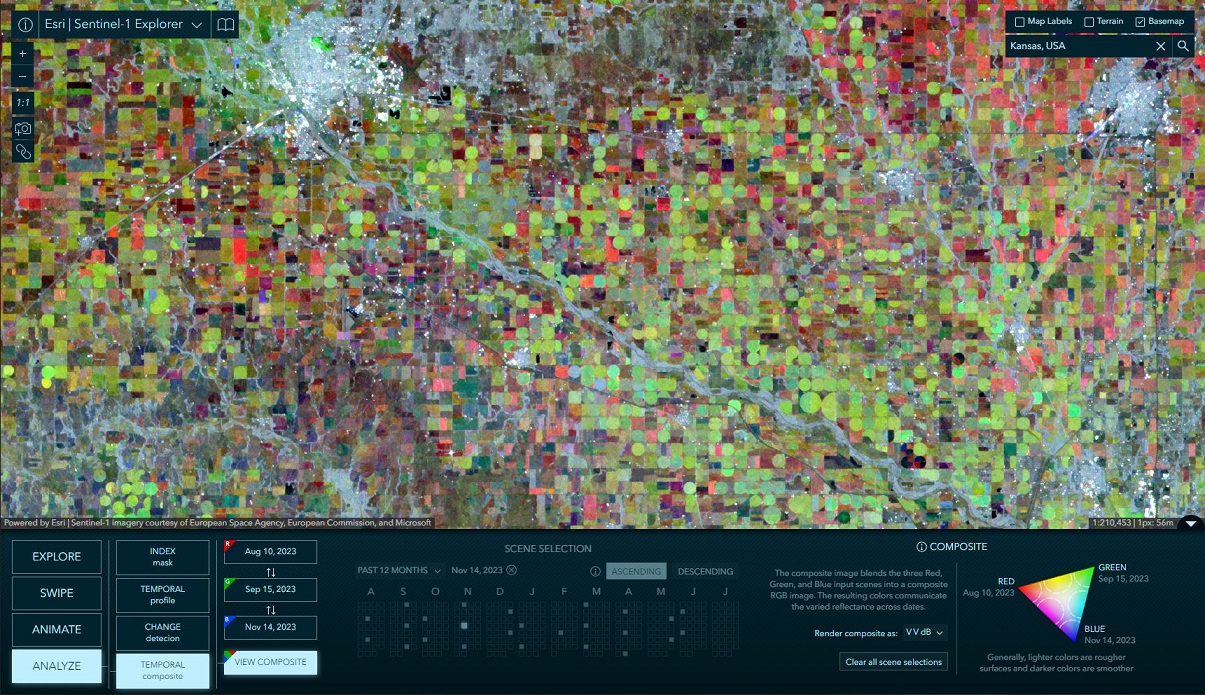 Esri | Sentinel-1 Explorer
Map Labels Terrain Basemap
Kansas, USA
+
−
1:1
Powered by Esri | Sentinel-1 imagery courtesy of European Space Agency, European Commission, and Microsoft
1:210,453 | 1px: 56m
EXPLORE
SWIPE
ANIMATE
ANALYZE
INDEX
mask
TEMPORAL
profile
CHANGE
detecion
TEMPORAL
composite
R
Aug 10, 2023
G
Sep 15, 2023
B
Nov 14, 2023
VIEW COMPOSITE
SCENE SELECTION
PAST 12 MONTHS Nov 14, 2023 ASCENDING DESCENDING
A S O N D J F M A M J J
COMPOSITE
The composite image blends the three Red,
Green, and Blue input scenes into a composite
RGB image. The resulting colors communicate
the varied reflectance across dates.
Render composite as: V V dB
Clear all scene selections
RED
Aug 10, 2023
GREEN
Sep 15, 2023
BLUE
Nov 14, 2023
Generally, lighter colors are rougher
surfaces and darker colors are smoother